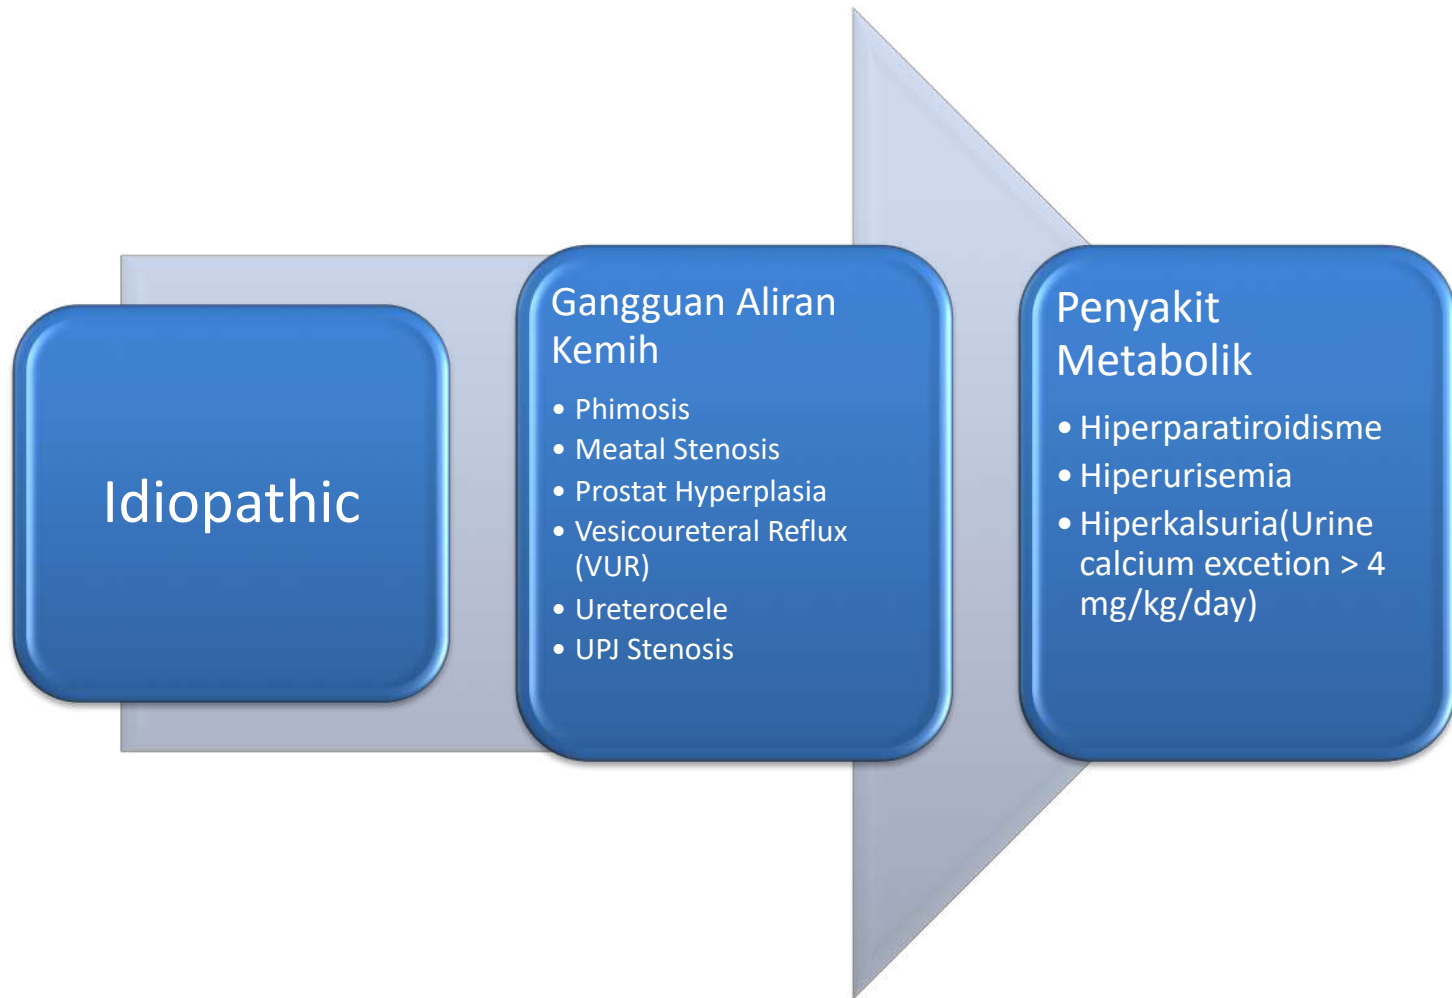 Idiopathic
Gangguan Aliran
Kemih
• Phimosis
• Meatal Stenosis
• Prostat Hyperplasia
• Vesicoureteral Reflux
(VUR)
• Ureterocele
• UPJ Stenosis
Penyakit
Metabolik
• Hiperparatiroidisme
• Hiperurisemia
• Hiperkalsuria(Urine
calcium excetion > 4
mg/kg/day)